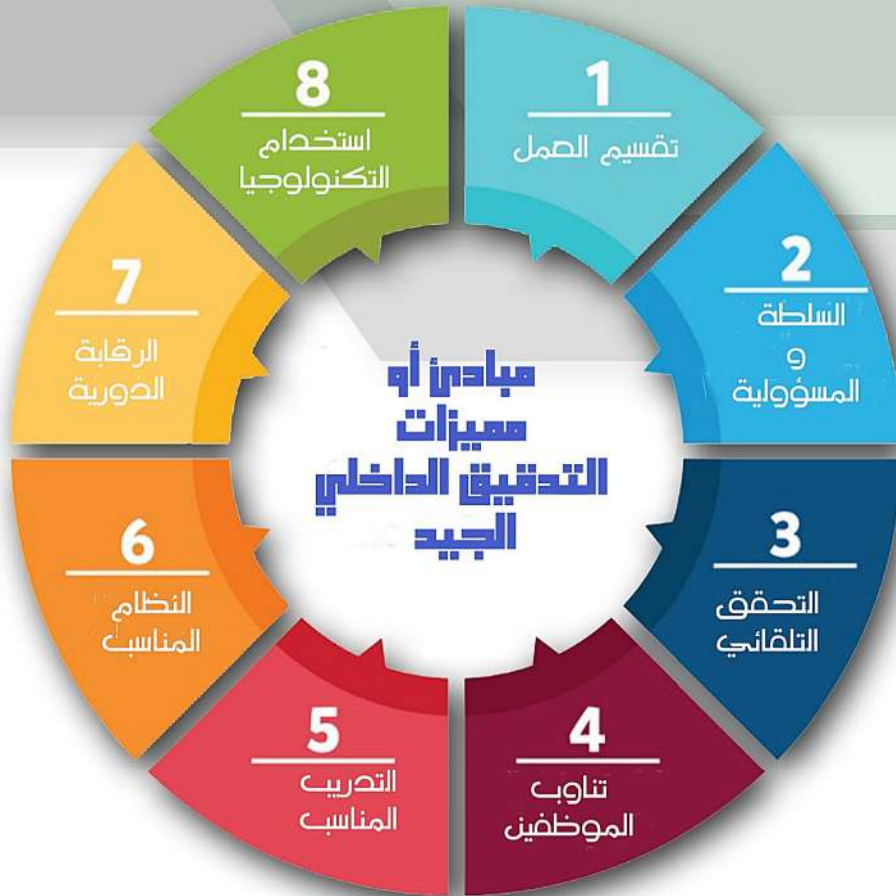 مبادئ أو
مميزات
التدقيق الداخلي
الجيد
1
تقسيم العمل
2
السلطة
و
المسؤولية
3
التحقق
التلقائي
4
تناوب
الموظفين
5
التدريب
المناسب
6
النظام
المناسب
7
الرقابة
الدورية
8
استخدام
التكنولوجيا